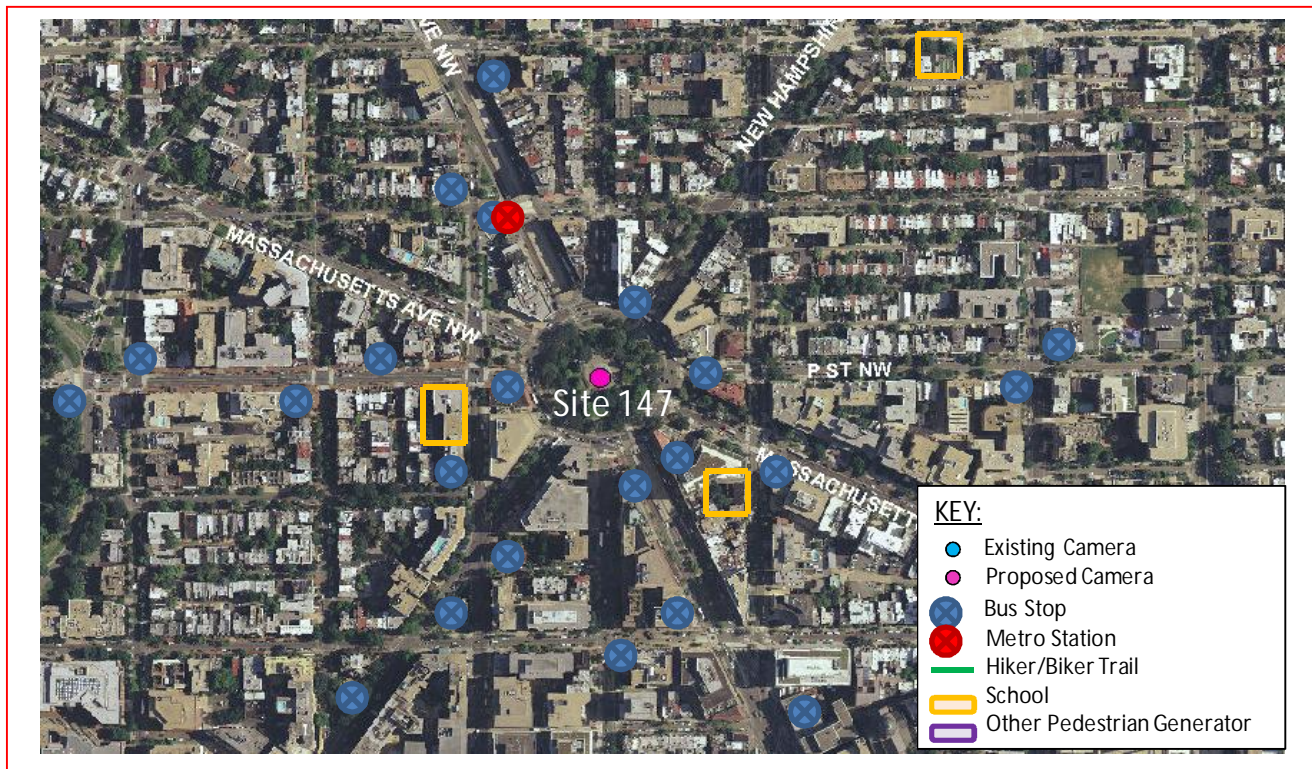 AVE NW
NEW HAMPSHIR
MASSACHUSETTS AVE NW
P ST NW
Site 147
MASSACHUSETT
KEY:
Existing Camera
Proposed Camera
Bus Stop
Metro Station
Hiker/Biker Trail
School
Other Pedestrian Generator